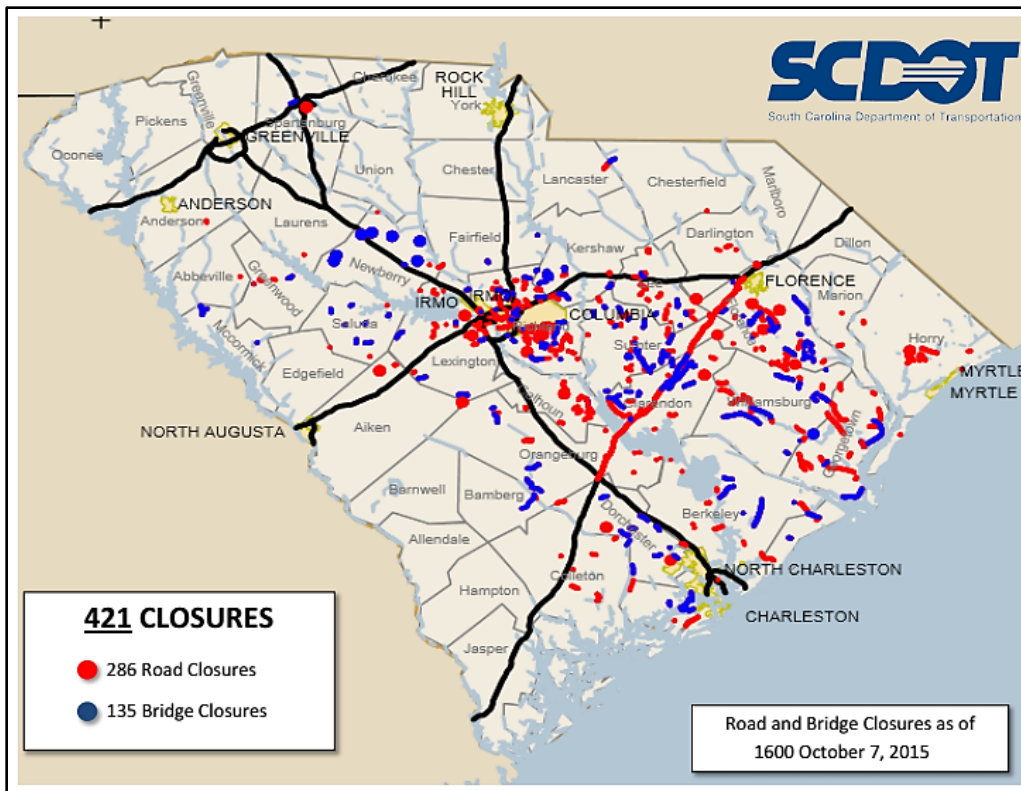 SCDOT
South Carolina Department of Transportation
Cherokee
ROCK
HILL
York
Greenville
Pickens
Spartanburg
GREENVILLE
Oconee
Union
Chester
Lancaster
Chesterfield
Marlboro
ANDERSON
Anderson
Laurens
Fairfield
Kershaw
Darlington
Dillon
Abbeville
Greenwood
Newberry
Lee
FLORENCE
Marion
IRMO
COLUMBIA
Florence
Saluda
Mccormick
Sumter
Horry
Edgefield
Lexington
MYRTLE
MYRTLE
Calhoun
Clarendon
Williamsburg
NORTH AUGUSTA
Aiken
Georgetown
Orangeburg
Barnwell
Bamberg
Berkeley
Dorchester
Allendale
NORTH CHARLESTON
Colleton
Hampton
CHARLESTON
Jasper
421 CLOSURES
286 Road Closures
135 Bridge Closures
Road and Bridge Closures as of
1600 October 7, 2015